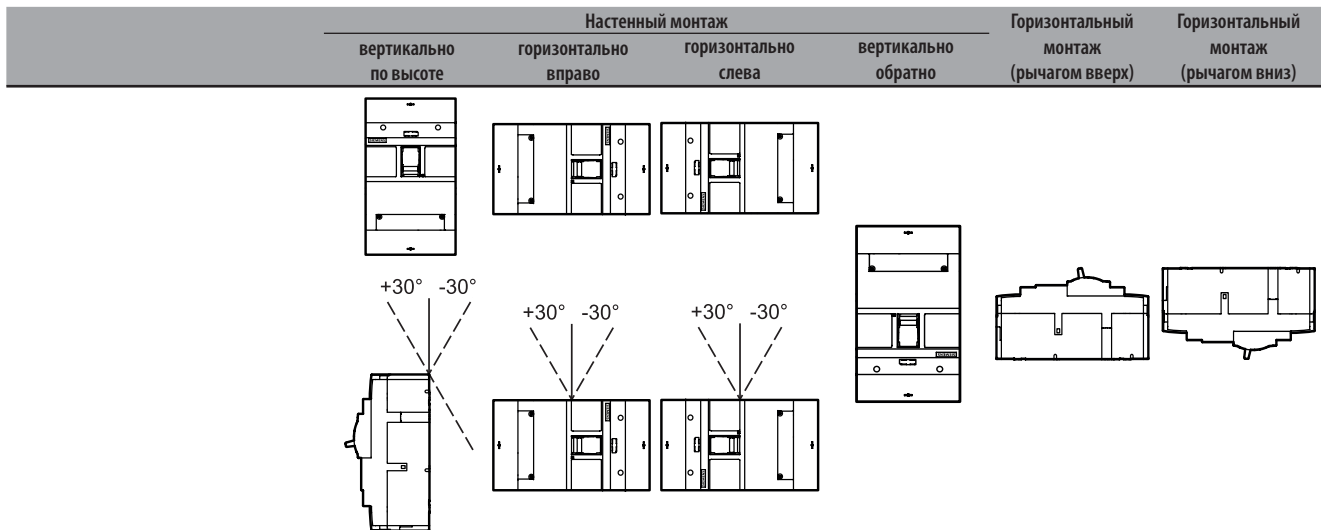 Настенный монтаж
вертикально
по высоте
горизонтально
вправо
горизонтально
слева
вертикально
обратно
Горизонтальный
монтаж
(рычагом вверх)
Горизонтальный
монтаж
(рычагом вниз)
+30° -30°
+30° -30°
+30° -30°